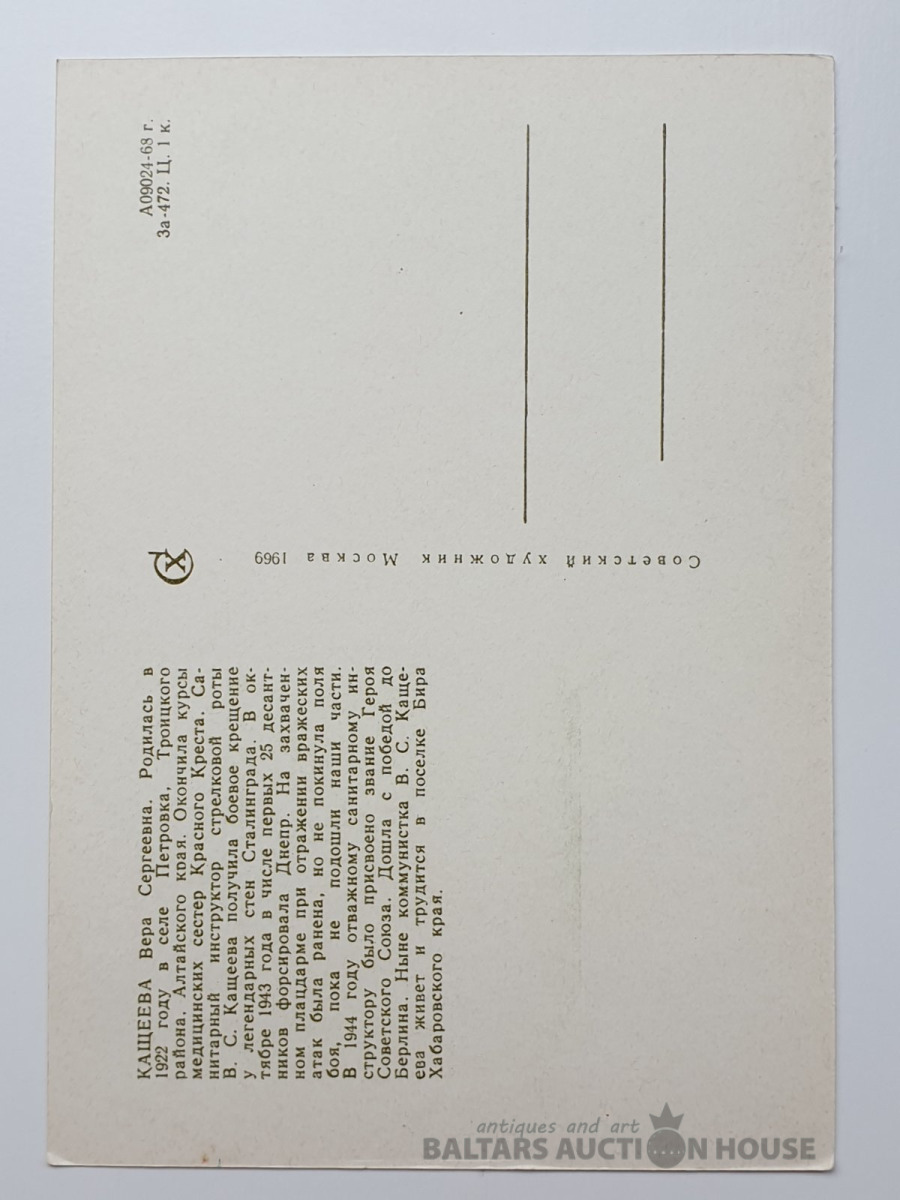 КАЩЕЕВА Вера Сергеевна. Родилась в
1922 году в селе Петровка, Троицкого
района, Алтайского края. Окончила курсы
медицинских сестер Красного Креста. Са-
нитарный инструктор стрелковой роты
В. С. Кащеева получила боевое крещение
у легендарных стен Сталинграда. В ок-
тябре 1943 года в числе первых 25 десант-
ников форсировала Днепр. На захвачен-
ном плацдарме при отражении вражеских
атак была ранена, но не покинула поля
боя, пока не подошли наши части.
В 1944 году отважному санитарному ин-
структору было присвоено звание Героя
Советского Союза. Дошла с победой до
Берлина. Ныне коммунистка В. С. Каще-
ева живет и трудится в поселке Бира
Хабаровского края.
СХ
Советский художник Москва 1969
А09024-68 г.
За-472. Ц. 1 к.
antiques and art
BALTARS AUCTION HOUSE